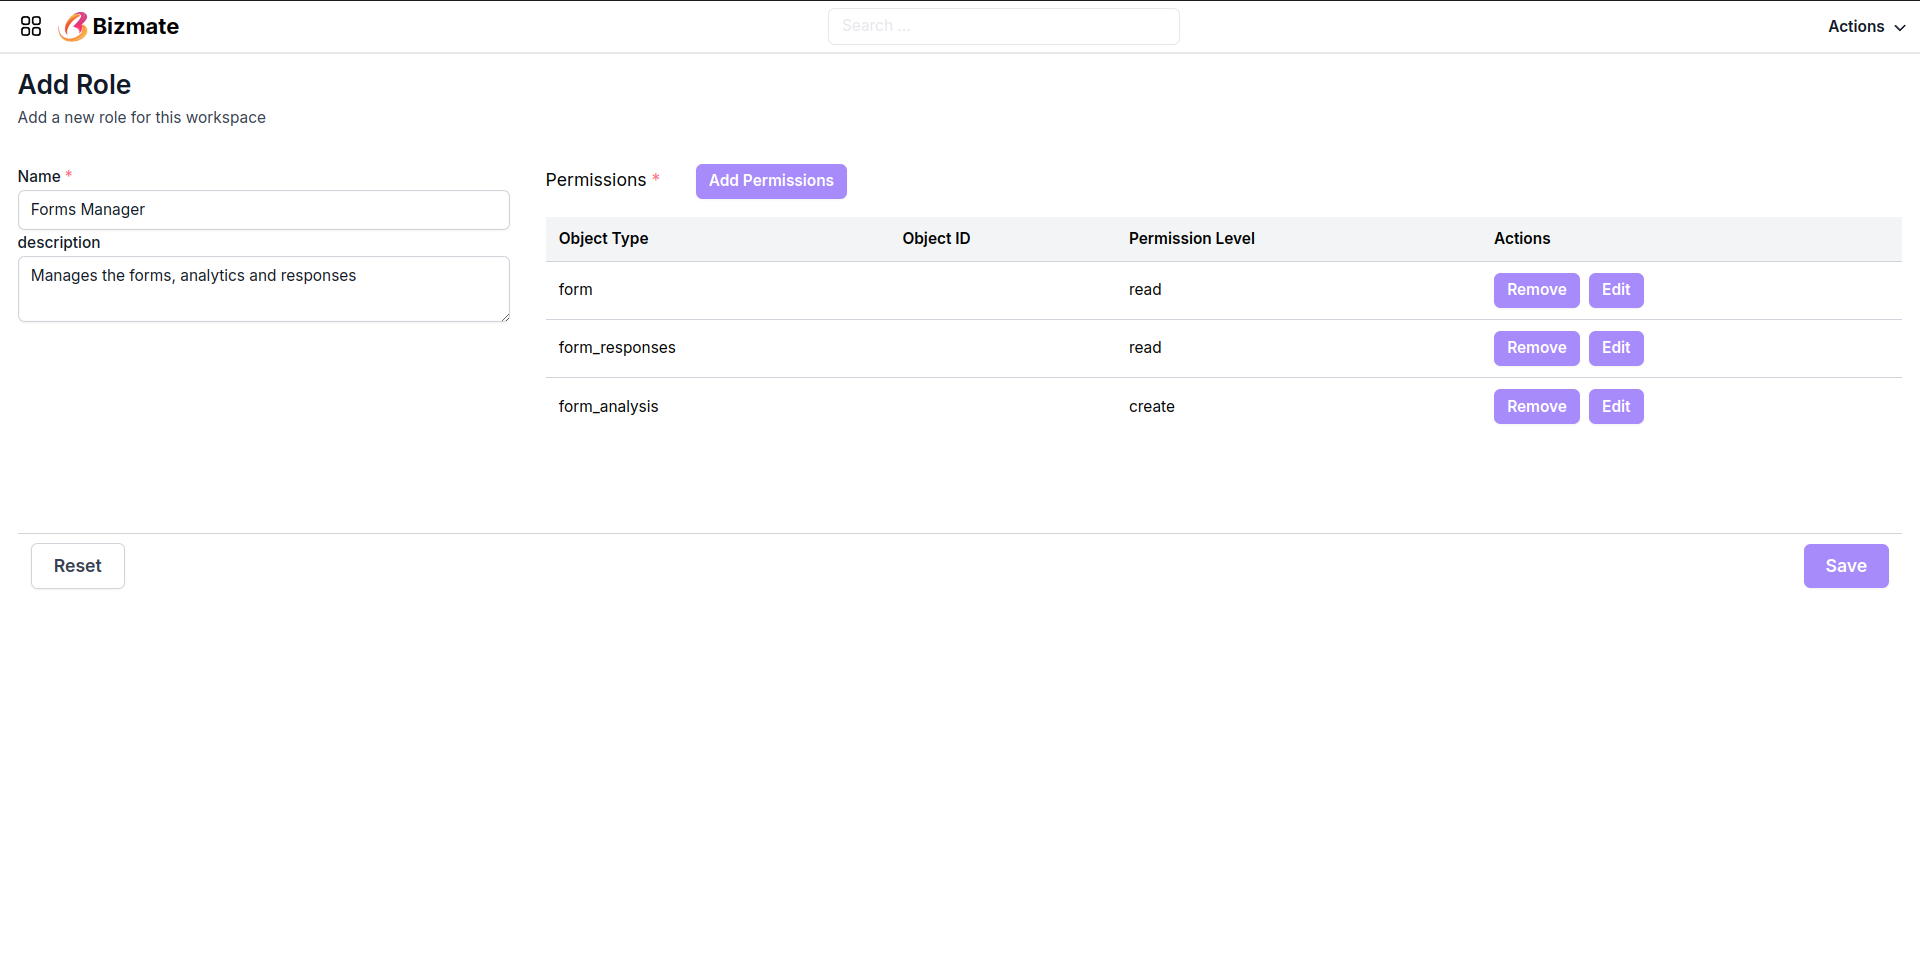 Bizmate
Search ...
Actions
Add Role
Add a new role for this workspace
Name *
Forms Manager
description
Manages the forms, analytics and responses
Permissions *
Add Permissions
Object Type Object ID Permission Level Actions
form read Remove Edit
form_responses read Remove Edit
form_analysis create Remove Edit
Reset
Save